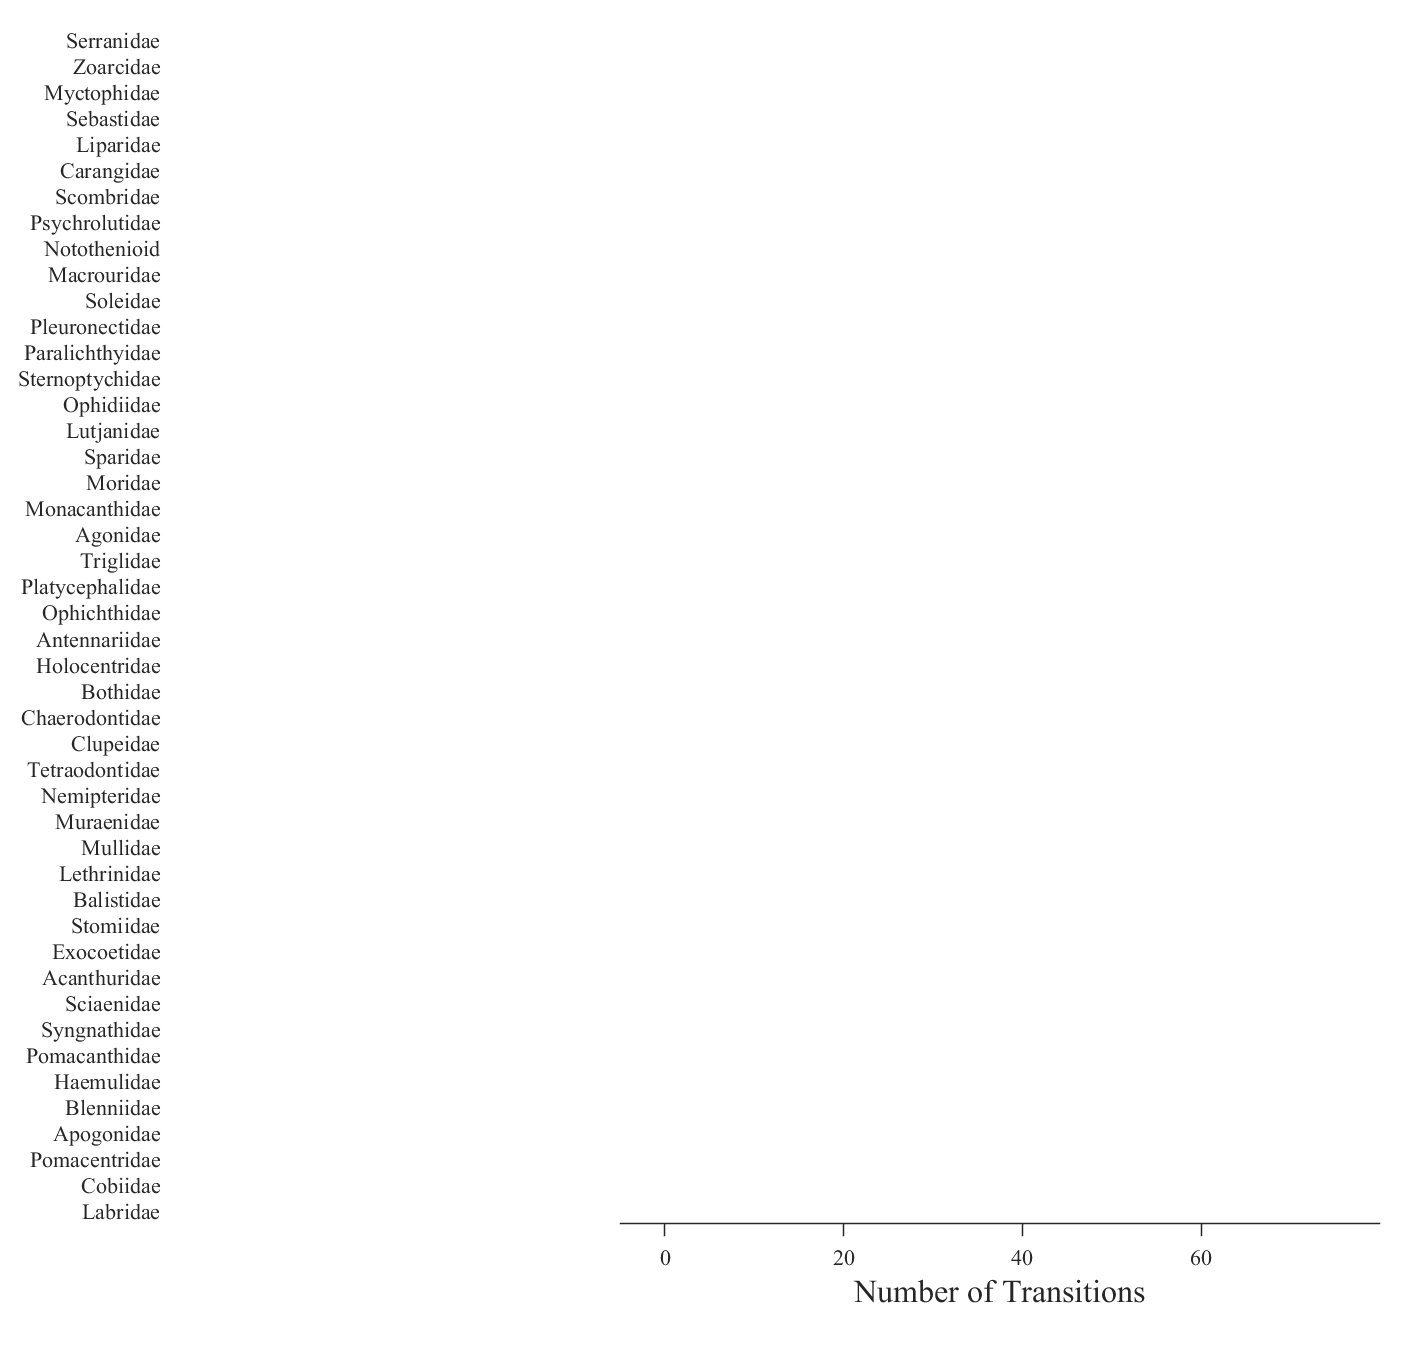 Serranidae
Zoarcidae
Myctophidae
Sebastidae
Liparidae
Carangidae
Scombridae
Psychrolutidae
Notothenioid
Macrouridae
Soleidae
Pleuronectidae
Paralichthyidae
Sternoptychidae
Ophidiidae
Lutjanidae
Sparidae
Moridae
Monacanthidae
Agonidae
Triglidae
Platycephalidae
Ophichthidae
Antennariidae
Holocentridae
Bothidae
Chaerodontidae
Clupeidae
Tetraodontidae
Nemipteridae
Muraenidae
Mullidae
Lethrinidae
Balistidae
Stomiidae
Exocoetidae
Acanthuridae
Sciaenidae
Syngnathidae
Pomacanthidae
Haemulidae
Blenniidae
Apogonidae
Pomacentridae
Cobiidae
Labridae
0 20 40 60
Number of Transitions